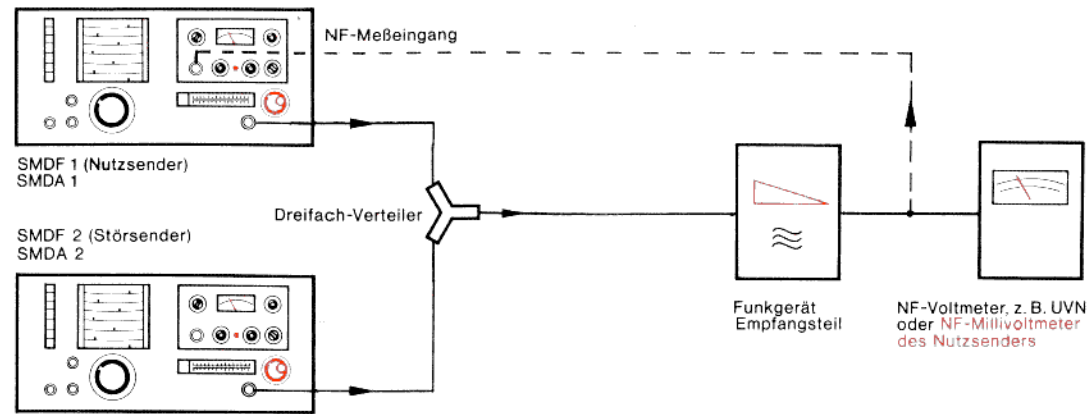 NF-Meßeingang
SMDF 1 (Nutzsender)
SMDA 1
Dreifach-Verteiler
SMDF 2 (Störsender)
SMDA 2
Funkgerät
Empfangsteil
NF-Voltmeter, z. B. UVN
oder NF-Millivoltmeter
des Nutzsenders